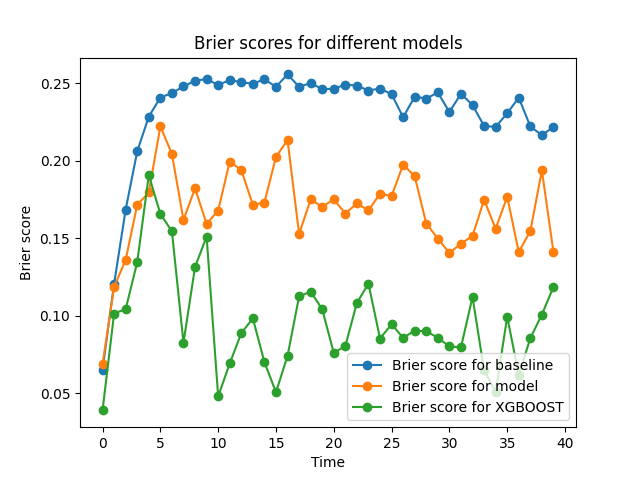 Brier scores for different models
Brier score
0.25
0.20
0.15
0.10
0.05
0
5
10
15
20
25
30
35
40
Time
Brier score for baseline
Brier score for model
Brier score for XGBOOST